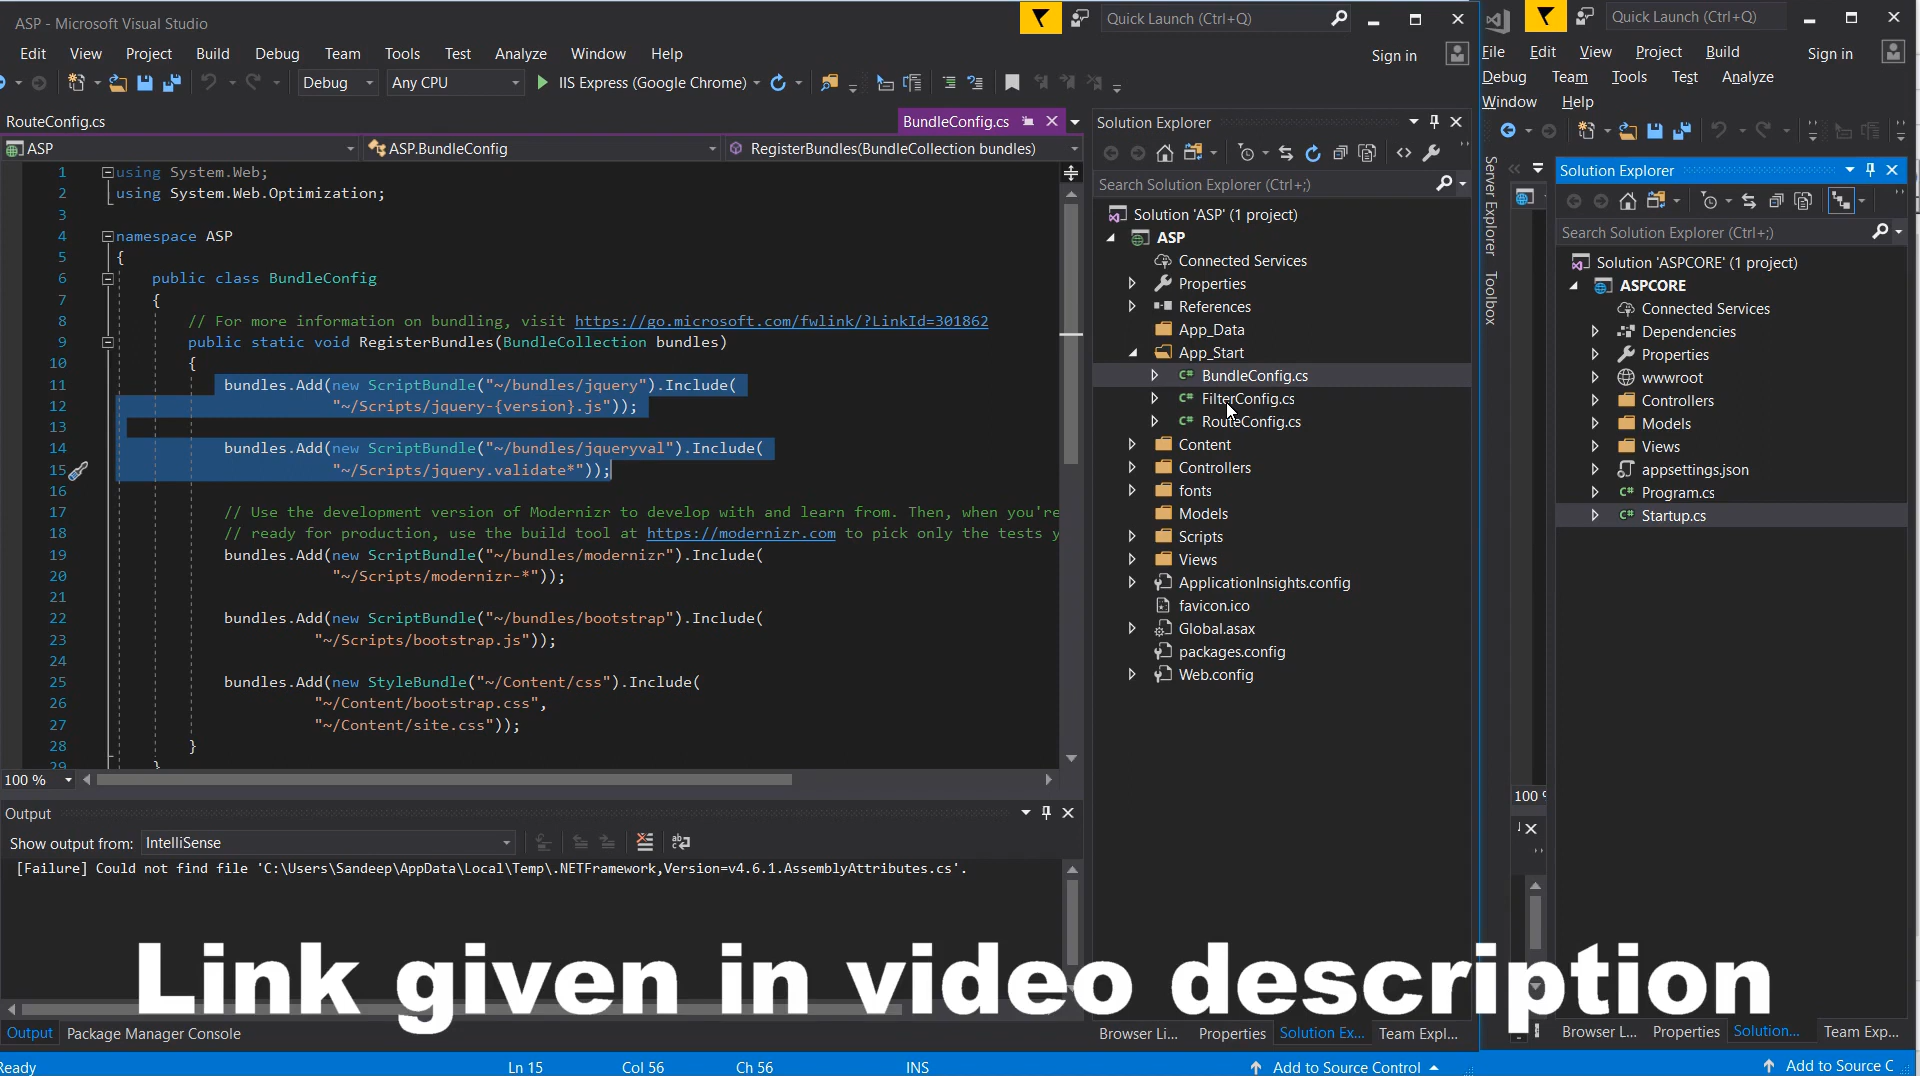 ASP - Microsoft Visual Studio
Quick Launch (Ctrl+Q)
Edit View Project Build Debug Team Tools Test Analyze Window Help
Sign in
Debug Any CPU IIS Express (Google Chrome)
RouteConfig.cs
BundleConfig.cs
ASP ASP.BundleConfig RegisterBundles(BundleCollection bundles)
1 using System.Web;
2 using System.Web.Optimization;
3
4 namespace ASP
5 {
6 public class BundleConfig
7 {
8 // For more information on bundling, visit https://go.microsoft.com/fwlink/?LinkId=301862
9 public static void RegisterBundles(BundleCollection bundles)
10 {
11 bundles.Add(new ScriptBundle("~/bundles/jquery").Include(
12 "~/Scripts/jquery-{version}.js"));
13
14 bundles.Add(new ScriptBundle("~/bundles/jqueryval").Include(
15 "~/Scripts/jquery.validate*"));
16
17 // Use the development version of Modernizr to develop with and learn from. Then, when you're
18 // ready for production, use the build tool at https://modernizr.com to pick only the tests y
19 bundles.Add(new ScriptBundle("~/bundles/modernizr").Include(
20 "~/Scripts/modernizr-*"));
21
22 bundles.Add(new ScriptBundle("~/bundles/bootstrap").Include(
23 "~/Scripts/bootstrap.js"));
24
25 bundles.Add(new StyleBundle("~/Content/css").Include(
26 "~/Content/bootstrap.css",
27 "~/Content/site.css"));
28 }
29 }
100 %
Output
Show output from: IntelliSense
[Failure] Could not find file 'C:\Users\Sandeep\AppData\Local\Temp\.NETFramework,Version=v4.6.1.AssemblyAttributes.cs'.
Output Package Manager Console
Ready Ln 15 Col 56 Ch 56 INS Add to Source Control
Solution Explorer
Search Solution Explorer (Ctrl+;)
Solution 'ASP' (1 project)
ASP
Connected Services
Properties
References
App_Data
App_Start
BundleConfig.cs
FilterConfig.cs
RouteConfig.cs
Content
Controllers
fonts
Models
Scripts
Views
ApplicationInsights.config
favicon.ico
Global.asax
packages.config
Web.config
Browser Li... Properties Solution Ex... Team Expl...
Quick Launch (Ctrl+Q)
File Edit View Project Build
Sign in
Debug Team Tools Test Analyze
Window Help
Server Explorer
Toolbox
Solution Explorer
Search Solution Explorer (Ctrl+;)
Solution 'ASPCORE' (1 project)
ASPCORE
Connected Services
Dependencies
Properties
wwwroot
Controllers
Models
Views
appsettings.json
Program.cs
Startup.cs
100 %
Browser L... Properties Solution... Team Exp...
Add to Source C
Link given in video description